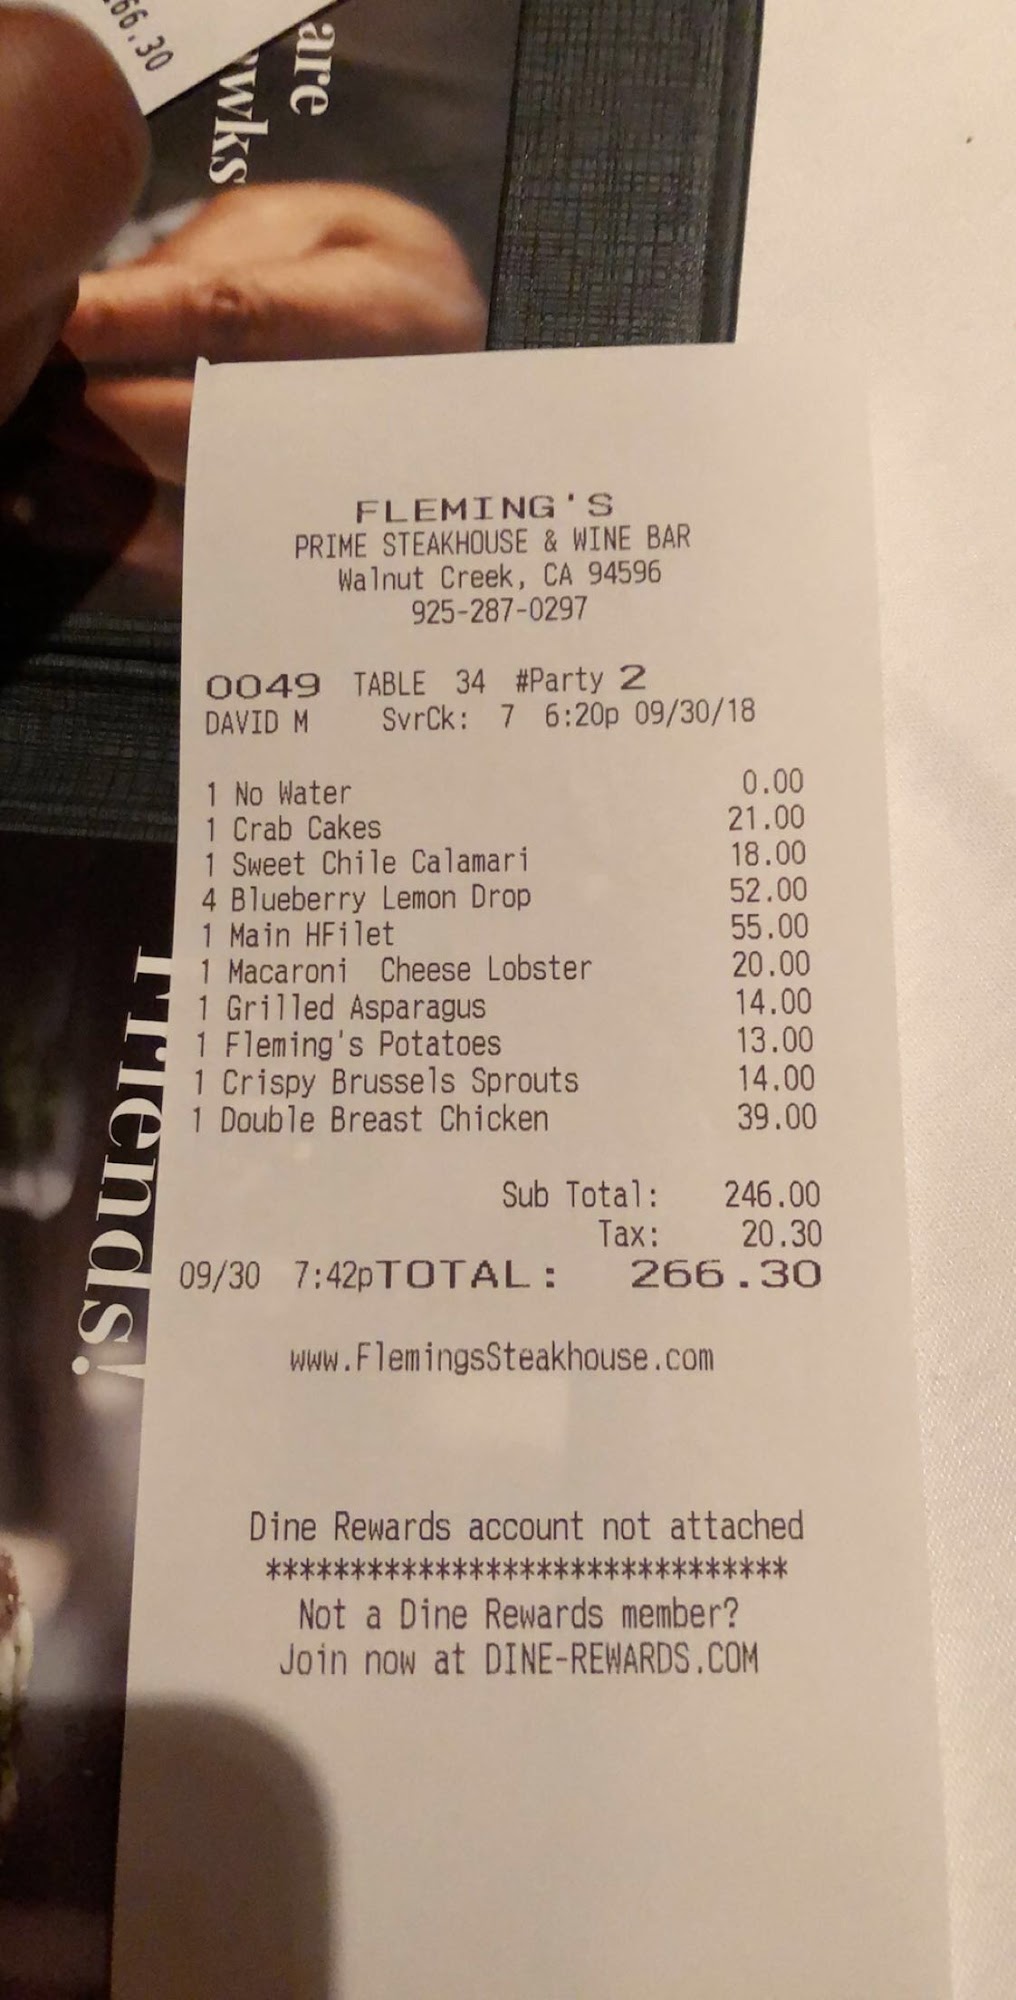 66.30
are
wks
Friends!
FLEMING'S
PRIME STEAKHOUSE & WINE BAR
Walnut Creek, CA 94596
925-287-0297
0049 TABLE 34 #Party 2
DAVID M SvrCk: 7 6:20p 09/30/18
1 No Water 0.00
1 Crab Cakes 21.00
1 Sweet Chile Calamari 18.00
4 Blueberry Lemon Drop 52.00
1 Main HFilet 55.00
1 Macaroni Cheese Lobster 20.00
1 Grilled Asparagus 14.00
1 Fleming's Potatoes 13.00
1 Crispy Brussels Sprouts 14.00
1 Double Breast Chicken 39.00
Sub Total: 246.00
Tax: 20.30
09/30 7:42pTOTAL: 266.30
www.FlemingsSteakhouse.com
Dine Rewards account not attached
*******************************
Not a Dine Rewards member?
Join now at DINE-REWARDS.COM